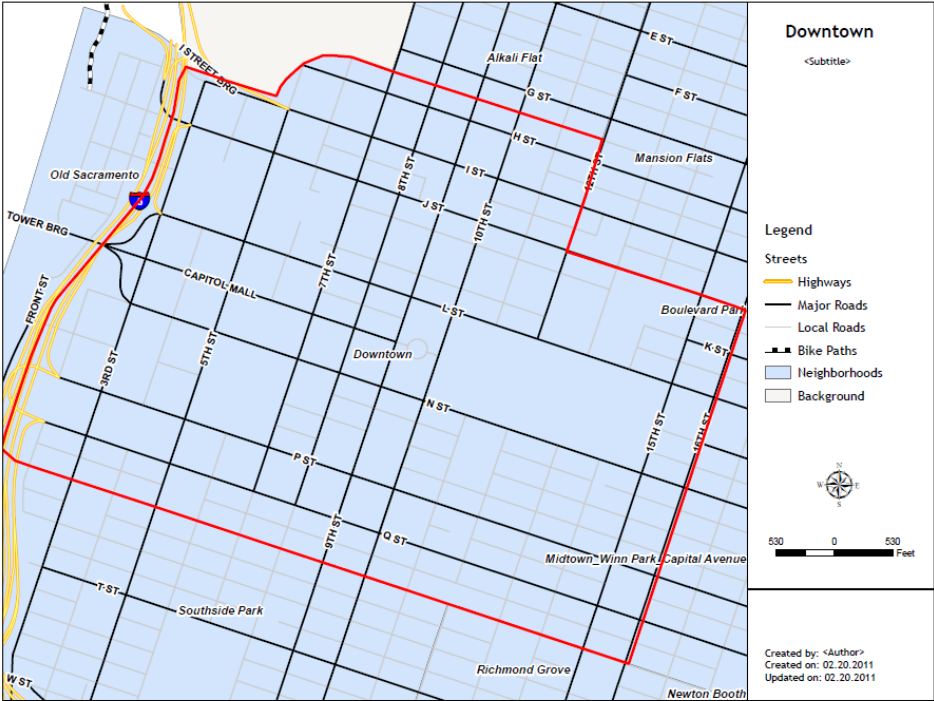 E ST
Alkali Flat
I STREET BRG
F ST
G ST
H ST
Mansion Flats
I ST
8TH ST
12TH ST
Old Sacramento
J ST
5
10TH ST
TOWER BRG
7TH ST
CAPITOL MALL
FRONT ST
L ST
Boulevard Park
5TH ST
K ST
Downtown
3RD ST
N ST
15TH ST
16TH ST
P ST
9TH ST
Q ST
Midtown_Winn Park_Capital Avenue
T ST
Southside Park
Richmond Grove
W ST
Newton Booth
Downtown
<Subtitle>
Legend
Streets
Highways
Major Roads
Local Roads
Bike Paths
Neighborhoods
Background
N
W E
S
530 0 530
Feet
Created by: <Author>
Created on: 02.20.2011
Updated on: 02.20.2011